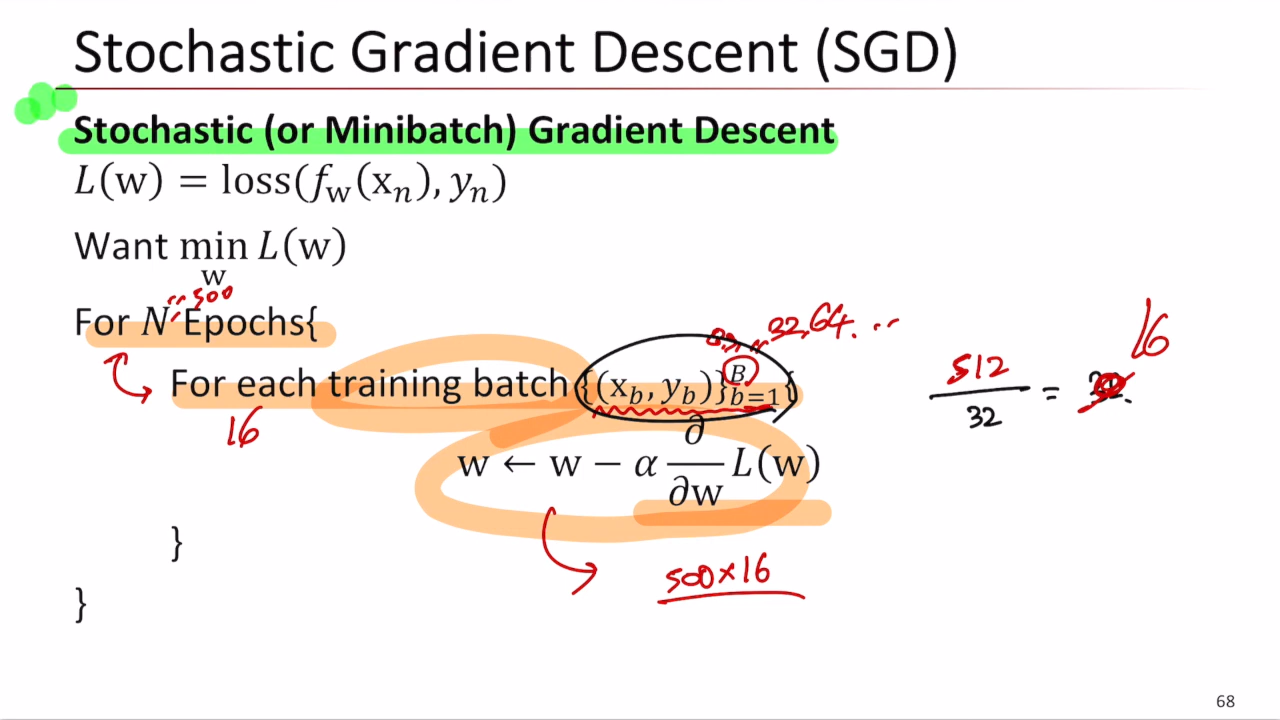 Stochastic Gradient Descent (SGD)
Stochastic (or Minibatch) Gradient Descent
L(w) = loss(f_w(x_n), y_n)
Want min_w L(w)
500
For N Epochs{
32, 64, ...
For each training batch {(x_b, y_b)}_{b=1}^B {
16
512 / 32 = 16
w ← w − α ∂/∂w L(w)
}
500×16
}
68